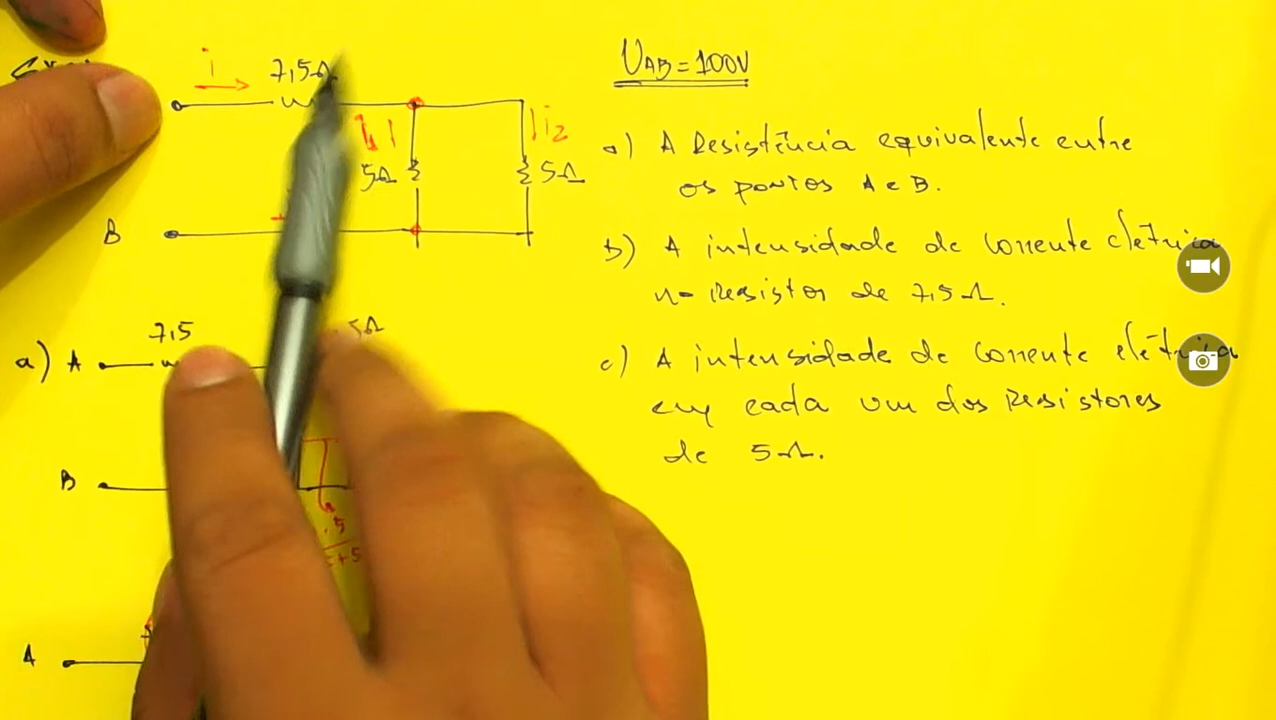 i
7,5Ω
i2
5Ω
5Ω
B
UAB = 100V
a) A Resistência equivalente entre
os pontos A e B.
b) A intensidade de corrente elétrica
no Resistor de 7,5Ω.
c) A intensidade de corrente elétrica
em cada um dos Resistores
de 5Ω.
a) A
7,5
5Ω
B
A